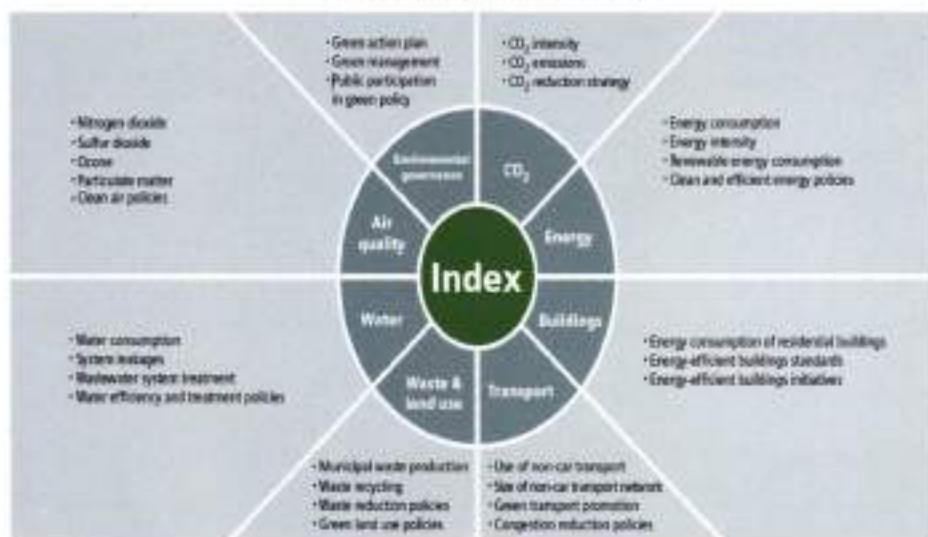 • Green action plan
• Green management
• Public participation
in green policy
• CO2 intensity
• CO2 emissions
• CO2 reduction strategy
• Nitrogen dioxide
• Sulfur dioxide
• Ozone
• Particulate matter
• Clean air policies
• Energy consumption
• Energy intensity
• Renewable energy consumption
• Clean and efficient energy policies
Environmental
governance
CO2
Air
quality
Energy
Index
Water
Buildings
Waste &
land use
Transport
• Water consumption
• System leakages
• Wastewater system treatment
• Water efficiency and treatment policies
• Energy consumption of residential buildings
• Energy-efficient buildings standards
• Energy-efficient buildings initiatives
• Municipal waste production
• Waste recycling
• Waste reduction policies
• Green land use policies
• Use of non-car transport
• Size of non-car transport network
• Green transport promotion
• Congestion reduction policies